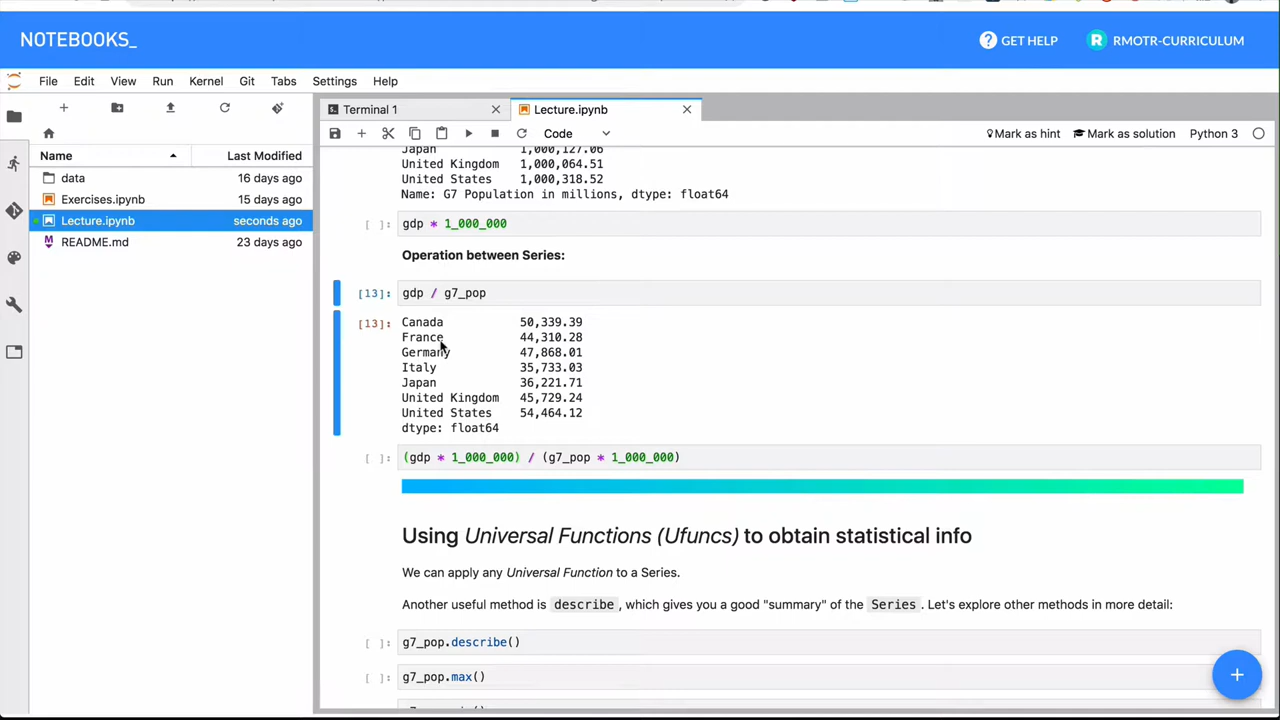 NOTEBOOKS_
GET HELP
R RMOTR-CURRICULUM
File Edit View Run Kernel Git Tabs Settings Help
Terminal 1
Lecture.ipynb
Code
Mark as hint
Mark as solution
Python 3
Name Last Modified
data 16 days ago
Exercises.ipynb 15 days ago
Lecture.ipynb seconds ago
README.md 23 days ago
Japan 1,000,127.06
United Kingdom 1,000,064.51
United States 1,000,318.52
Name: G7 Population in millions, dtype: float64
[ ]: gdp * 1_000_000
Operation between Series:
[13]: gdp / g7_pop
[13]: Canada 50,339.39
France 44,310.28
Germany 47,868.01
Italy 35,733.03
Japan 36,221.71
United Kingdom 45,729.24
United States 54,464.12
dtype: float64
[ ]: (gdp * 1_000_000) / (g7_pop * 1_000_000)
Using Universal Functions (Ufuncs) to obtain statistical info
We can apply any Universal Function to a Series.
Another useful method is describe, which gives you a good "summary" of the Series. Let's explore other methods in more detail:
[ ]: g7_pop.describe()
[ ]: g7_pop.max()